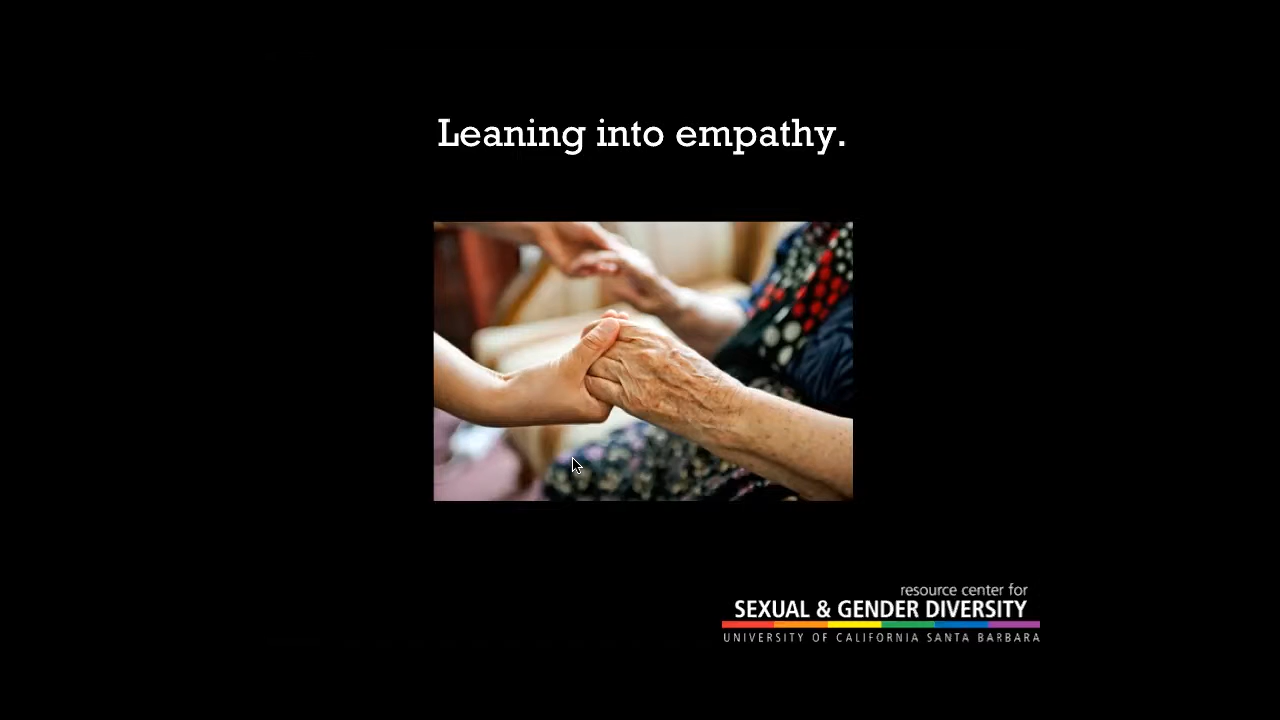 Leaning into empathy.
resource center for
SEXUAL & GENDER DIVERSITY
UNIVERSITY OF CALIFORNIA SANTA BARBARA